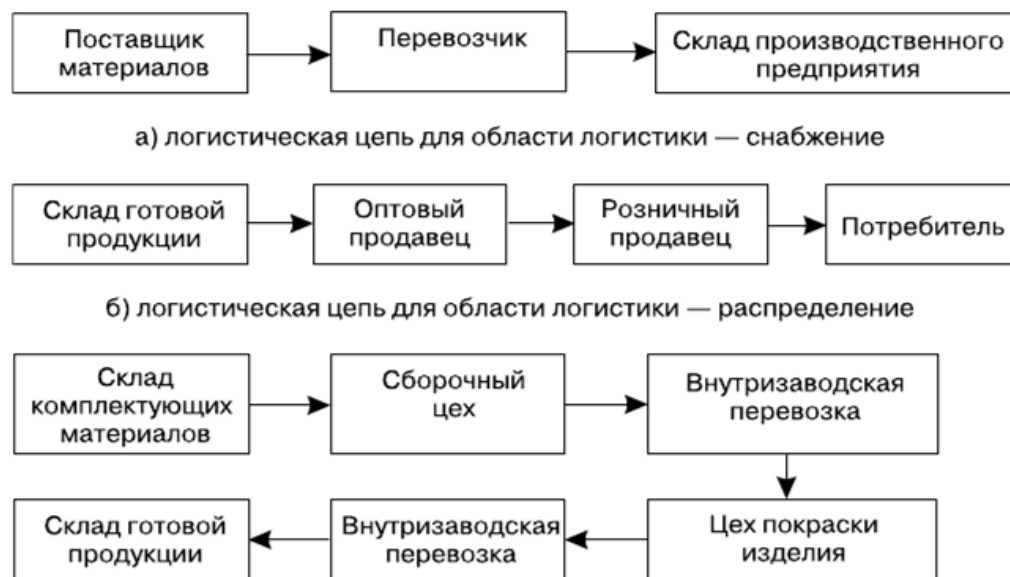 Поставщик
материалов
Перевозчик
Склад производственного
предприятия
а) логистическая цепь для области логистики — снабжение
Склад готовой
продукции
Оптовый
продавец
Розничный
продавец
Потребитель
б) логистическая цепь для области логистики — распределение
Склад
комплектующих
материалов
Сборочный
цех
Внутризаводская
перевозка
Склад готовой
продукции
Внутризаводская
перевозка
Цех покраски
изделия